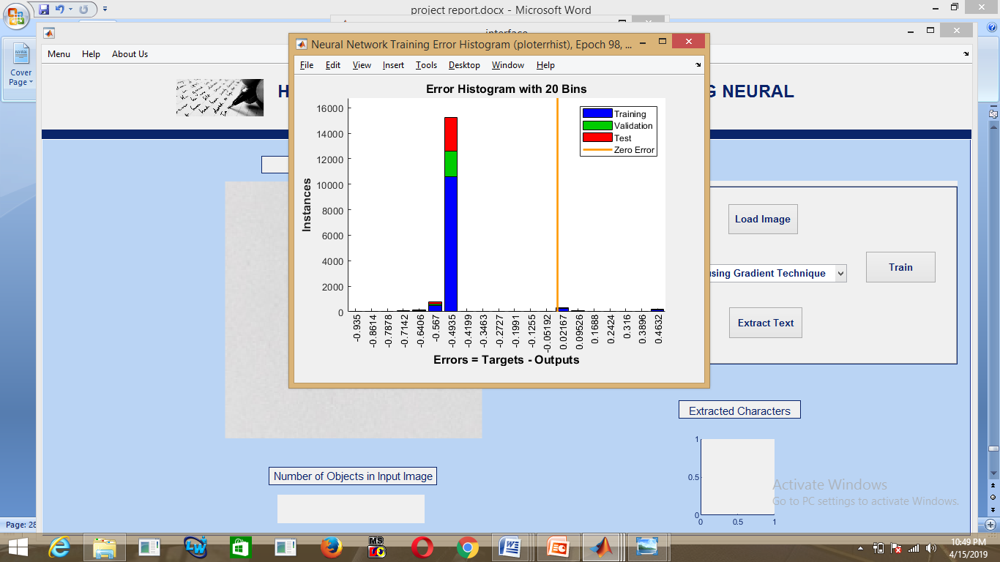 project report.docx - Microsoft Word
interface
Menu Help About Us
Cover
Page
Neural Network Training Error Histogram (ploterrhist), Epoch 98, ...
File Edit View Insert Tools Desktop Window Help
H
G NEURAL
Error Histogram with 20 Bins
Instances
16000
14000
12000
10000
8000
6000
4000
2000
0
Training
Validation
Test
Zero Error
-0.935 -0.8614 -0.7878 -0.7142 -0.6406 -0.567 -0.4935 -0.4199 -0.3463 -0.2727 -0.1991 -0.1255 -0.05192 0.02167 0.09526 0.1688 0.2424 0.316 0.3896 0.4632
Errors = Targets - Outputs
Load Image
using Gradient Technique
Train
Extract Text
Extracted Characters
1
0.5
0
0 0.5 1
Number of Objects in Input Image
Activate Windows
Go to PC settings to activate Windows.
Page: 28
MS
10:49 PM
4/15/2019